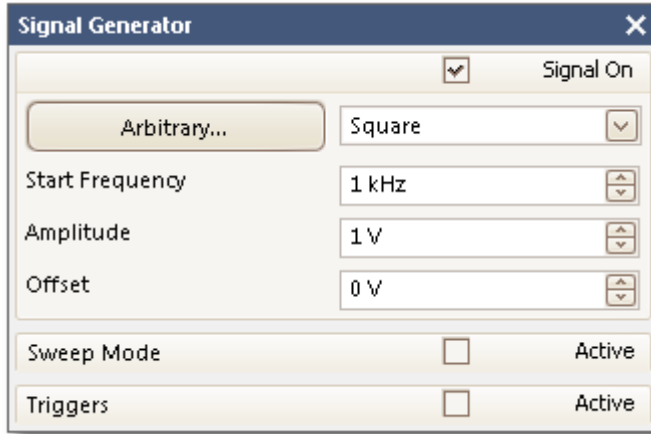 Signal Generator
Signal On
Arbitrary... Square
Start Frequency 1 kHz
Amplitude 1 V
Offset 0 V
Sweep Mode Active
Triggers Active